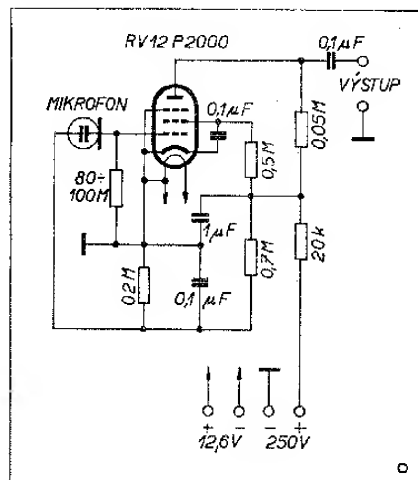 RV12 P2000
0,1µF
VÝSTUP
MIKROFON
0,1µF
0,05M
0,5M
80÷
100M
1µF
0,7M
20k
0,2M
0,1 µF
+ - - +
12,6V 250V